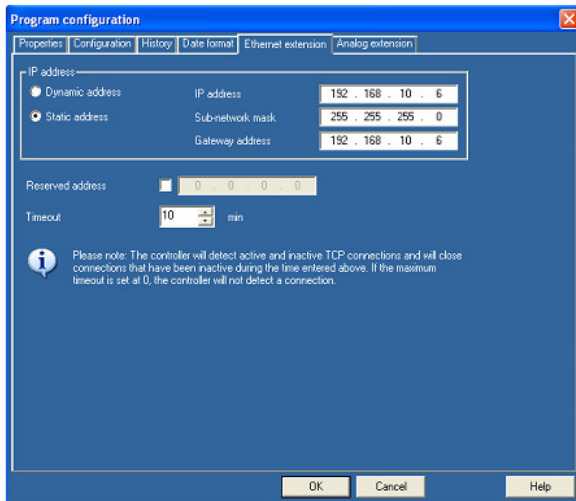 Program configuration
Properties Configuration History Date format Ethernet extension Analog extension
IP address
Dynamic address IP address 192 . 168 . 10 . 6
Static address Sub-network mask 255 . 255 . 255 . 0
Gateway address 192 . 168 . 10 . 6
Reserved address 0 . 0 . 0 . 0
Timeout 10 min
Please note: The controller will detect active and inactive TCP connections and will close
connections that have been inactive during the time entered above. If the maximum
timeout is set at 0, the controller will not detect a connection.
OK Cancel Help